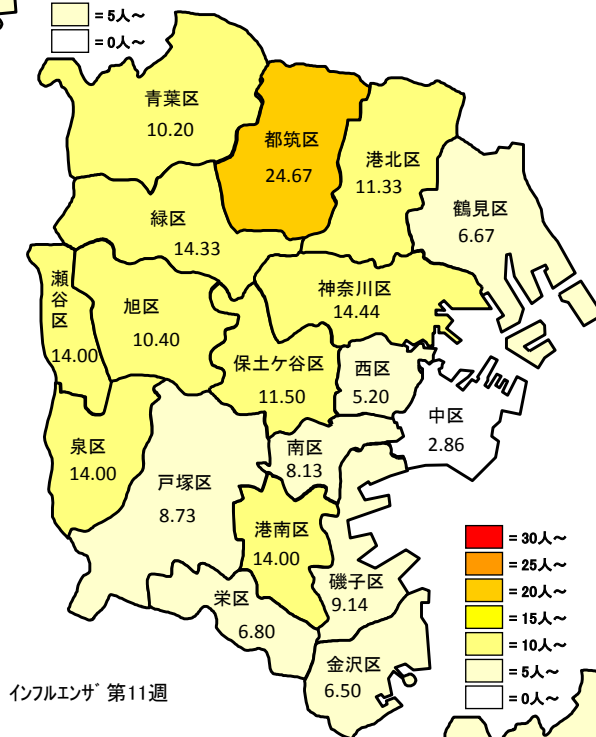 = 5人～
= 0人～
青葉区
10.20
都筑区
24.67
港北区
11.33
鶴見区
6.67
緑区
14.33
瀬谷区
14.00
旭区
10.40
神奈川区
14.44
保土ケ谷区
11.50
西区
5.20
中区
2.86
泉区
14.00
戸塚区
8.73
南区
8.13
港南区
14.00
磯子区
9.14
栄区
6.80
金沢区
6.50
= 30人～
= 25人～
= 20人～
= 15人～
= 10人～
= 5人～
= 0人～
インフルエンザ 第11週